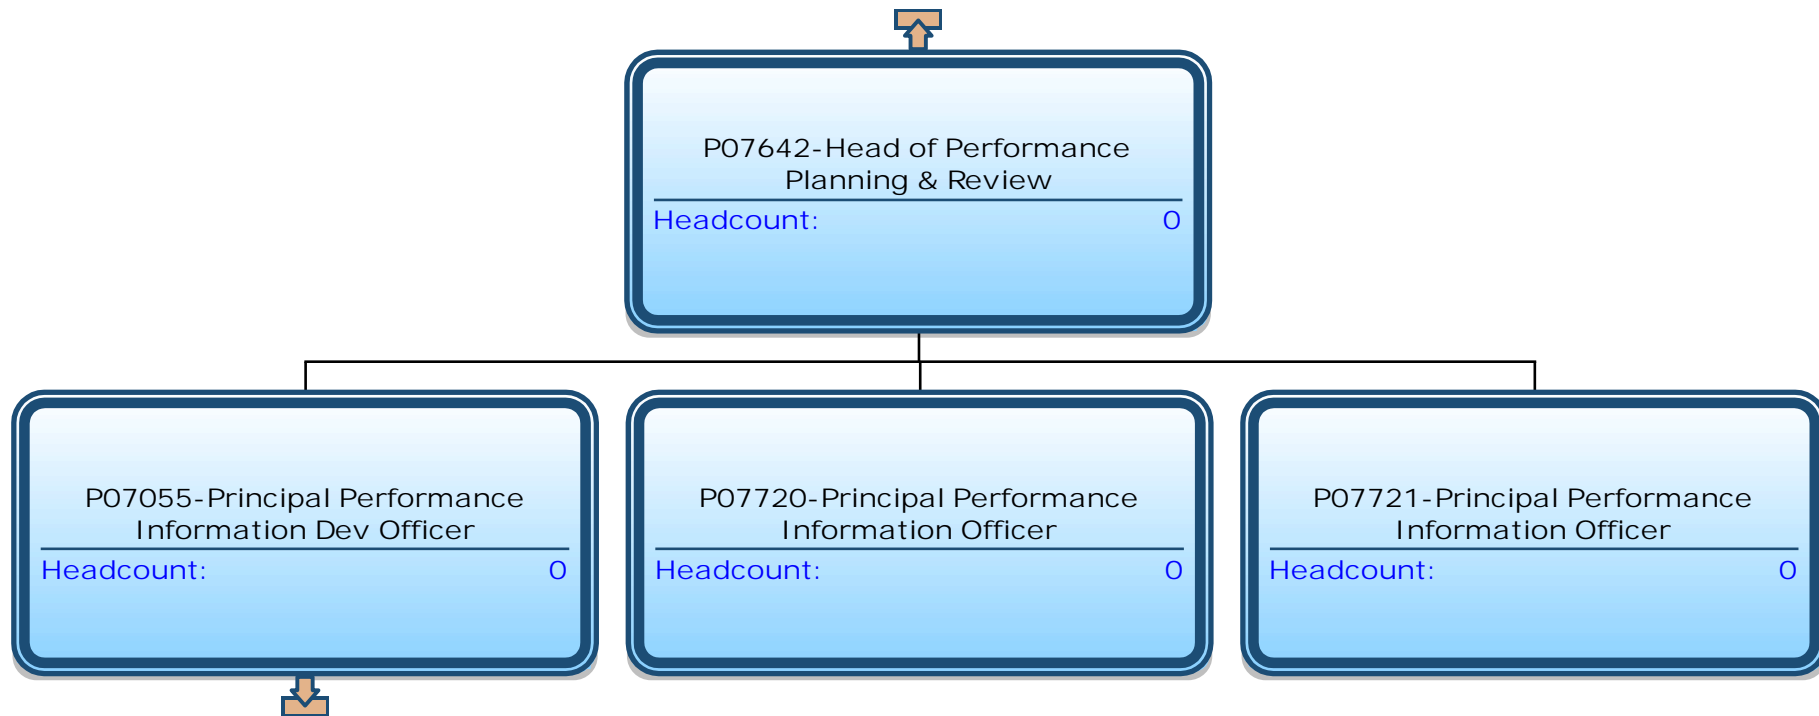 P07642-Head of Performance
Planning & Review
Headcount: 0
P07055-Principal Performance
Information Dev Officer
Headcount: 0
P07720-Principal Performance
Information Officer
Headcount: 0
P07721-Principal Performance
Information Officer
Headcount: 0